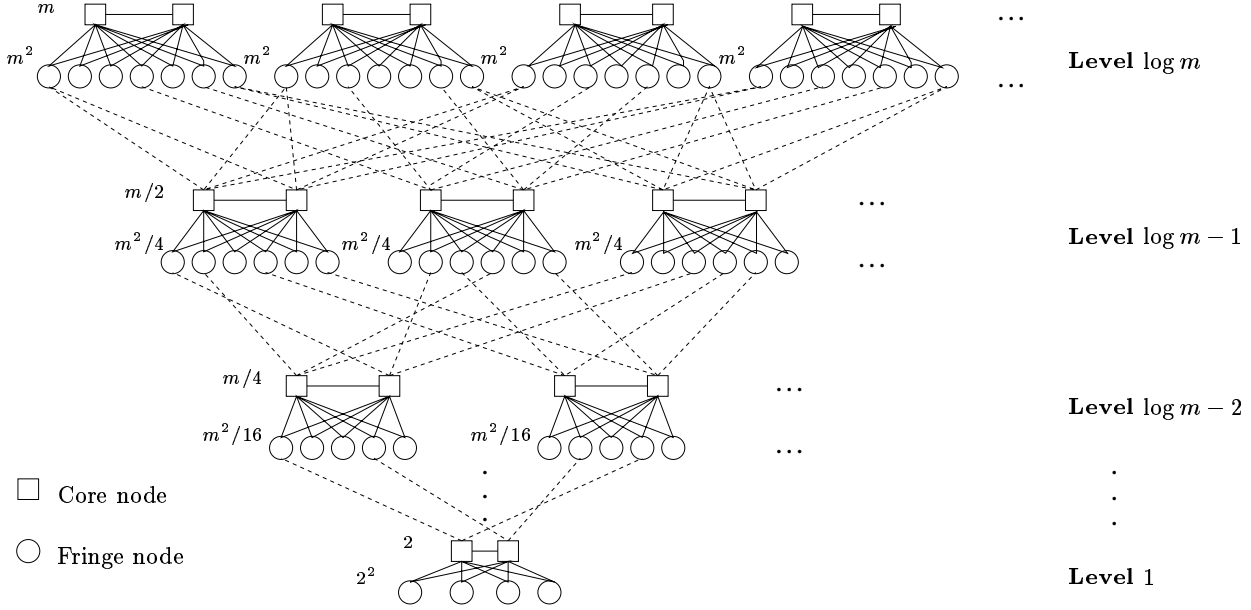 m
...
m² m² m² m²
Level log m
...
m/2
...
m²/4 m²/4 m²/4
Level log m − 1
...
m/4
...
Level log m − 2
m²/16 m²/16
...
Core node
2
Fringe node
2²
Level 1